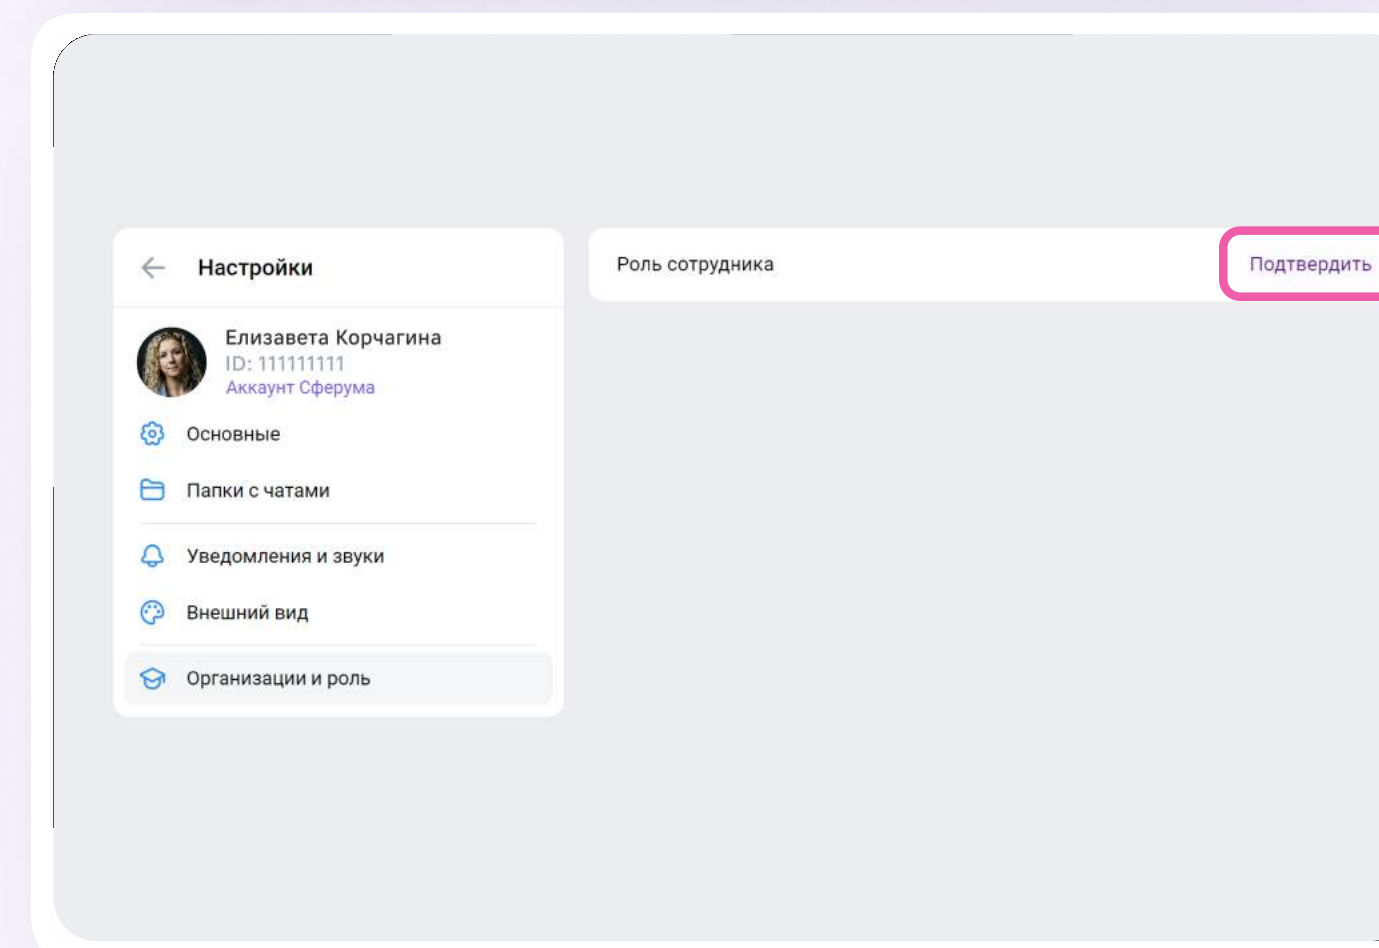 Настройки
Елизавета Корчагина
ID: 111111111
Аккаунт Сферума
Основные
Папки с чатами
Уведомления и звуки
Внешний вид
Организации и роль
Роль сотрудника
Подтвердить